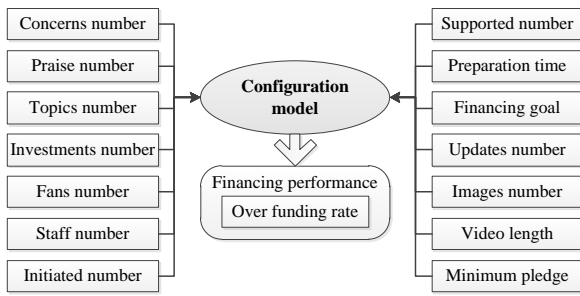 Concerns number
Praise number
Topics number
Investments number
Fans number
Staff number
Initiated number
Configuration
model
Financing performance
Over funding rate
Supported number
Preparation time
Financing goal
Updates number
Images number
Video length
Minimum pledge